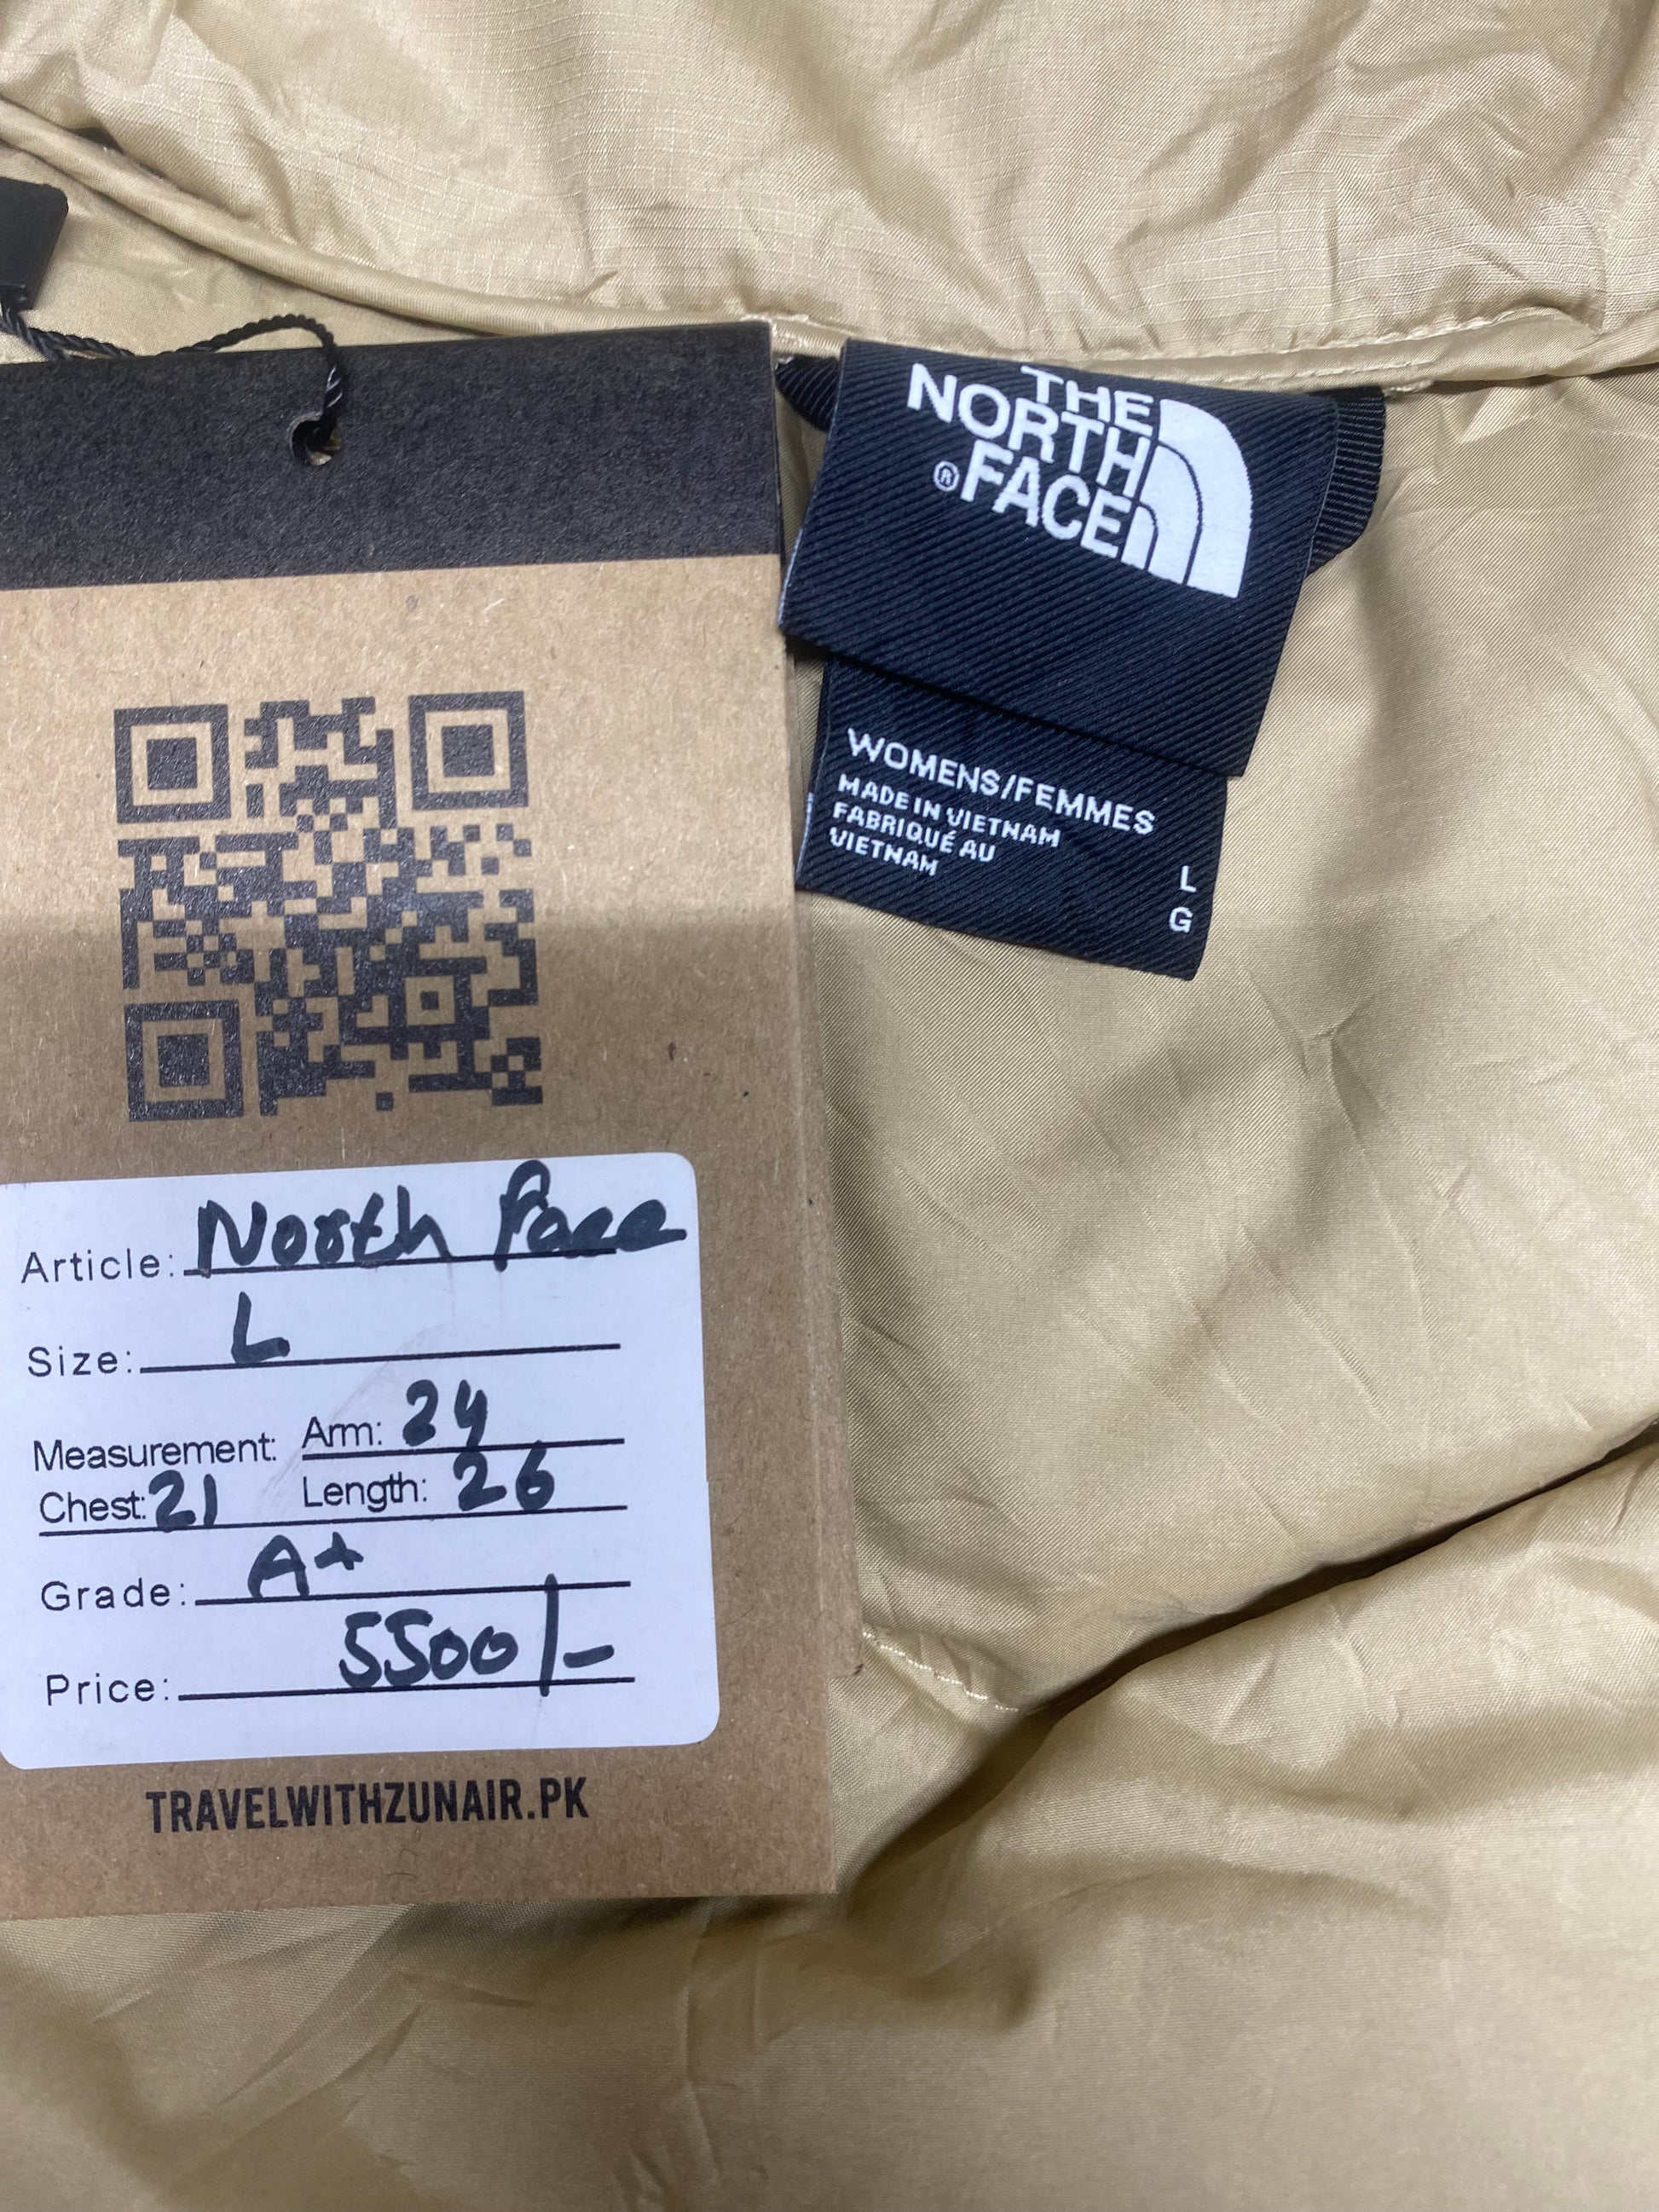 THE
NORTH
®FACE
WOMENS/FEMMES
MADE IN VIETNAM
FABRIQUÉ AU
VIETNAM
L
G
Article: North Face
Size: L
Measurement: Arm: 24
Chest: 21 Length: 26
Grade: A+
Price: 5500/-
TRAVELWITHZUNAIR.PK